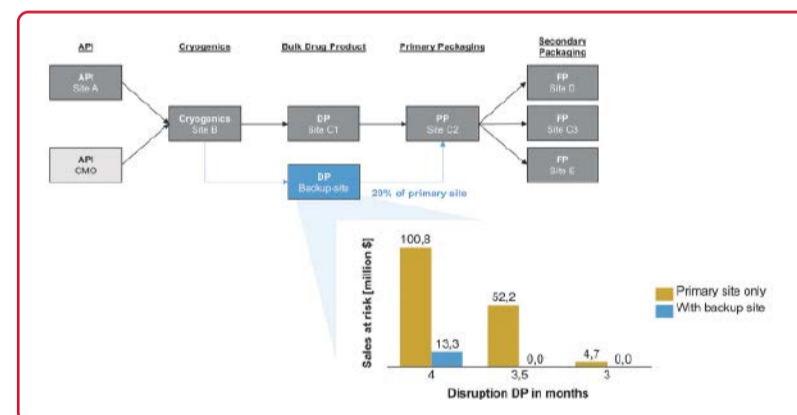 API
Cryogenics
Bulk Drug Product
Primary Packaging
Secondary
Packaging
API
Site A
API
CMO
Cryogenics
Site B
DP
Site C1
PP
Site C2
FP
Site D
FP
Site C3
FP
Site E
DP
Backup-site
20% of primary site
Sales at risk [million $]
100,8
13,3
52,2
0,0
4,7
0,0
4
3,5
3
Disruption DP in months
Primary site only
With backup site